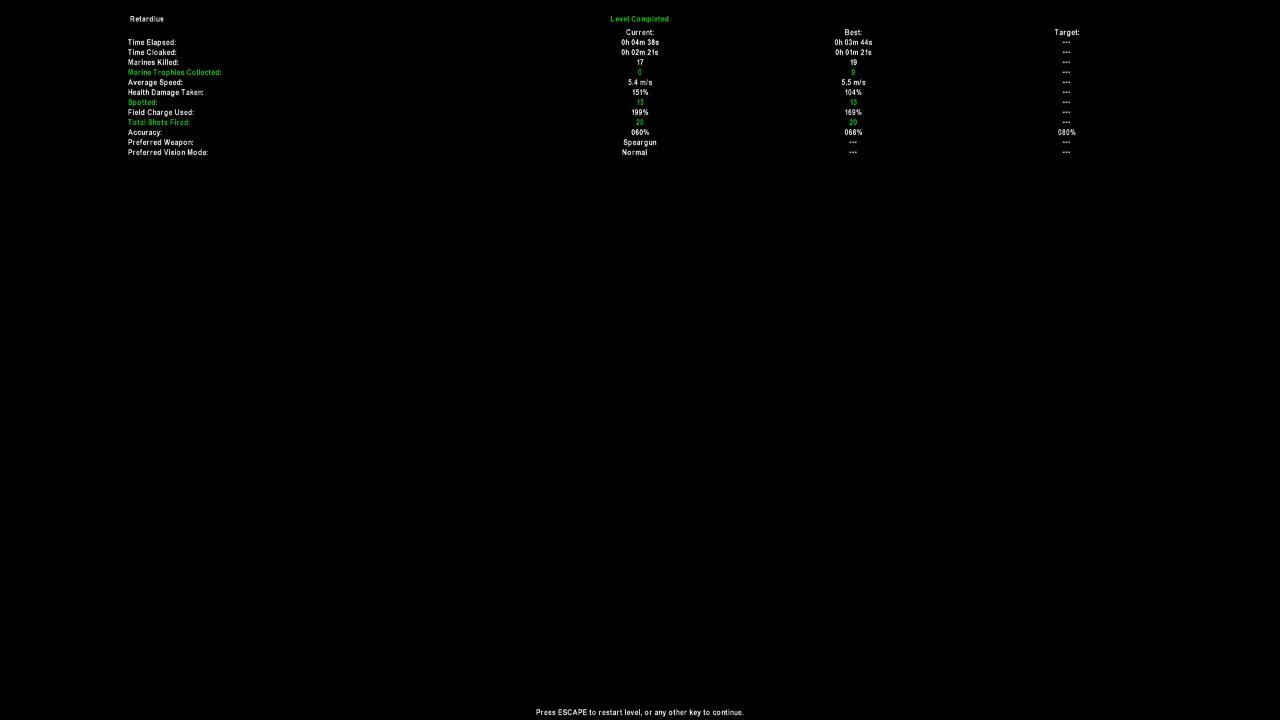 Retardius Level Completed
Current: Best: Target:
Time Elapsed: 0h 04m 38s 0h 03m 44s ---
Time Cloaked: 0h 02m 21s 0h 01m 21s ---
Marines Killed: 17 19 ---
Marine Trophies Collected: 0 0 ---
Average Speed: 5.4 m/s 5.5 m/s ---
Health Damage Taken: 151% 104% ---
Spotted: 13 13 ---
Field Charge Used: 199% 169% ---
Total Shots Fired: 20 20 ---
Accuracy: 060% 068% 080%
Preferred Weapon: Speargun --- ---
Preferred Vision Mode: Normal --- ---
Press ESCAPE to restart level, or any other key to continue.